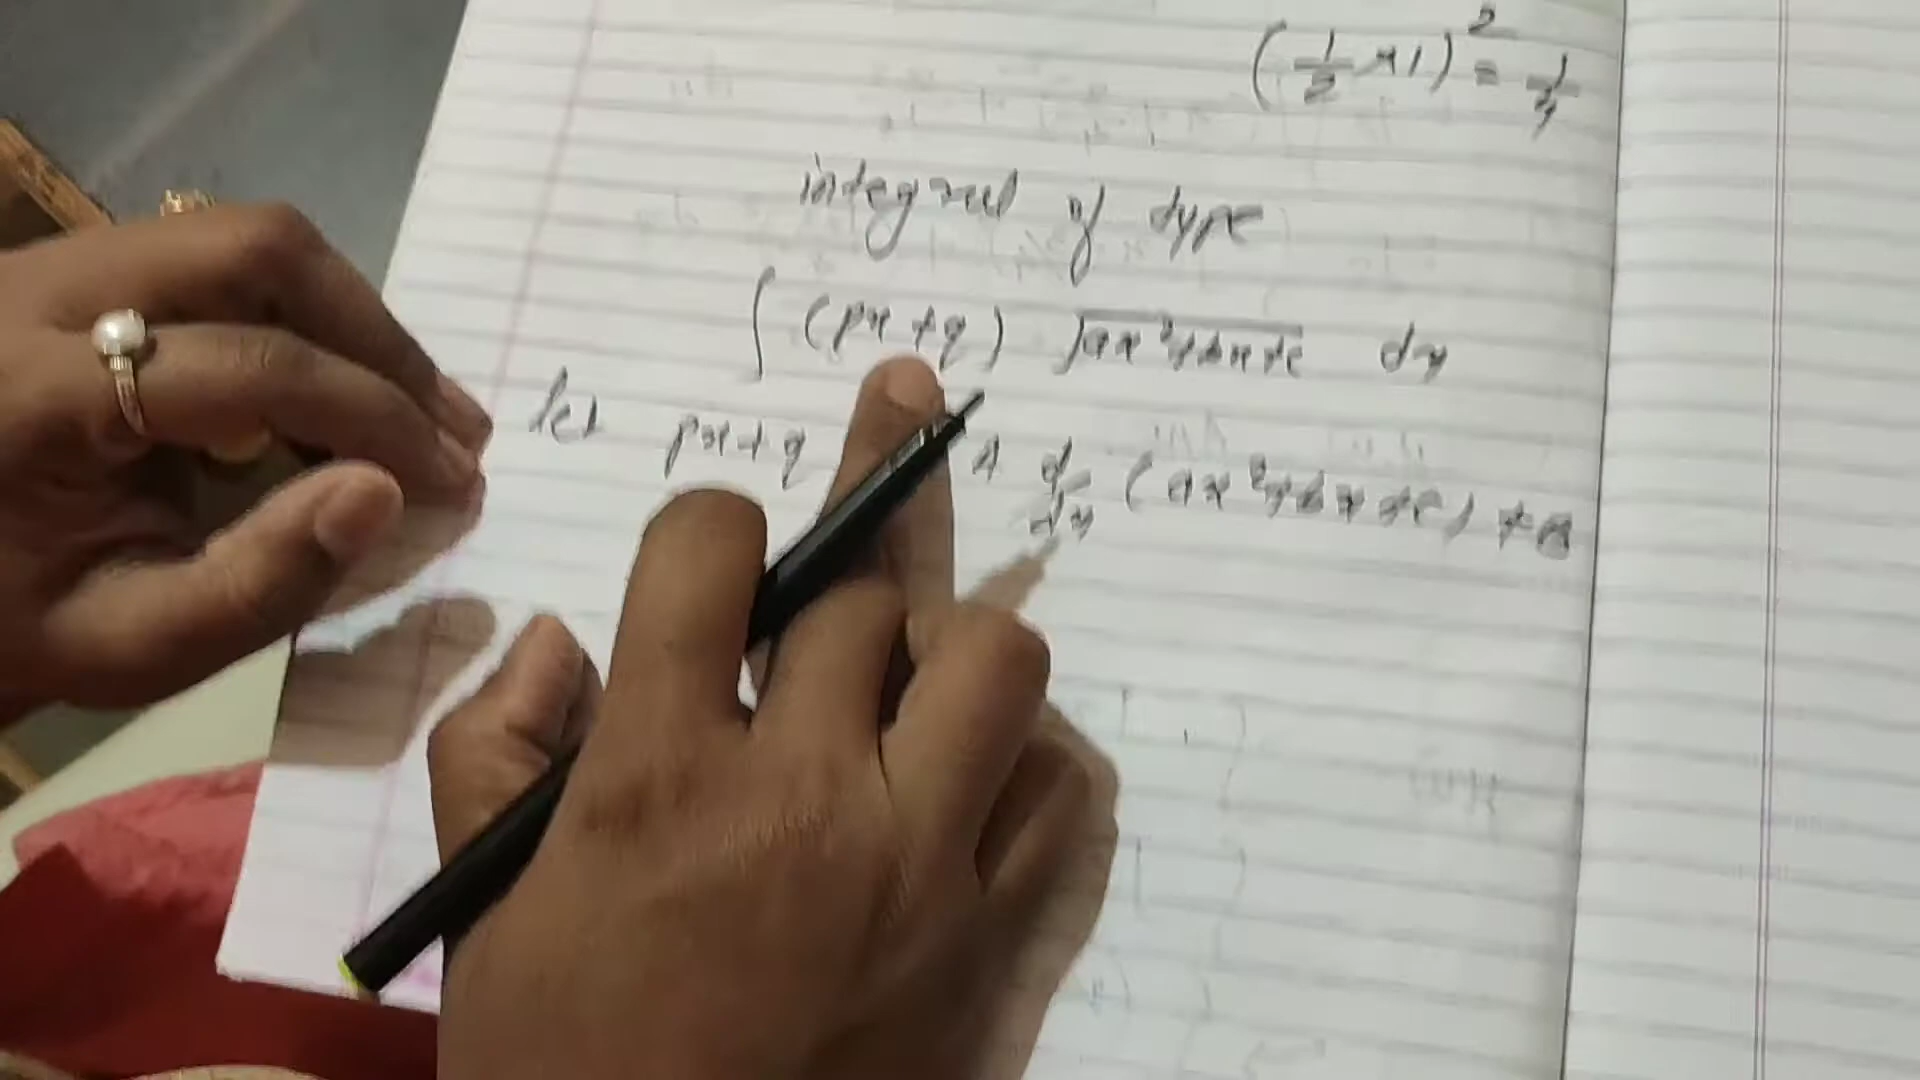 (1/2 × 1)² = 1/4
integral of type
∫ (px+q) √ax²+bx+c dx
let px+q A d/dx (ax²+bx+c) + B